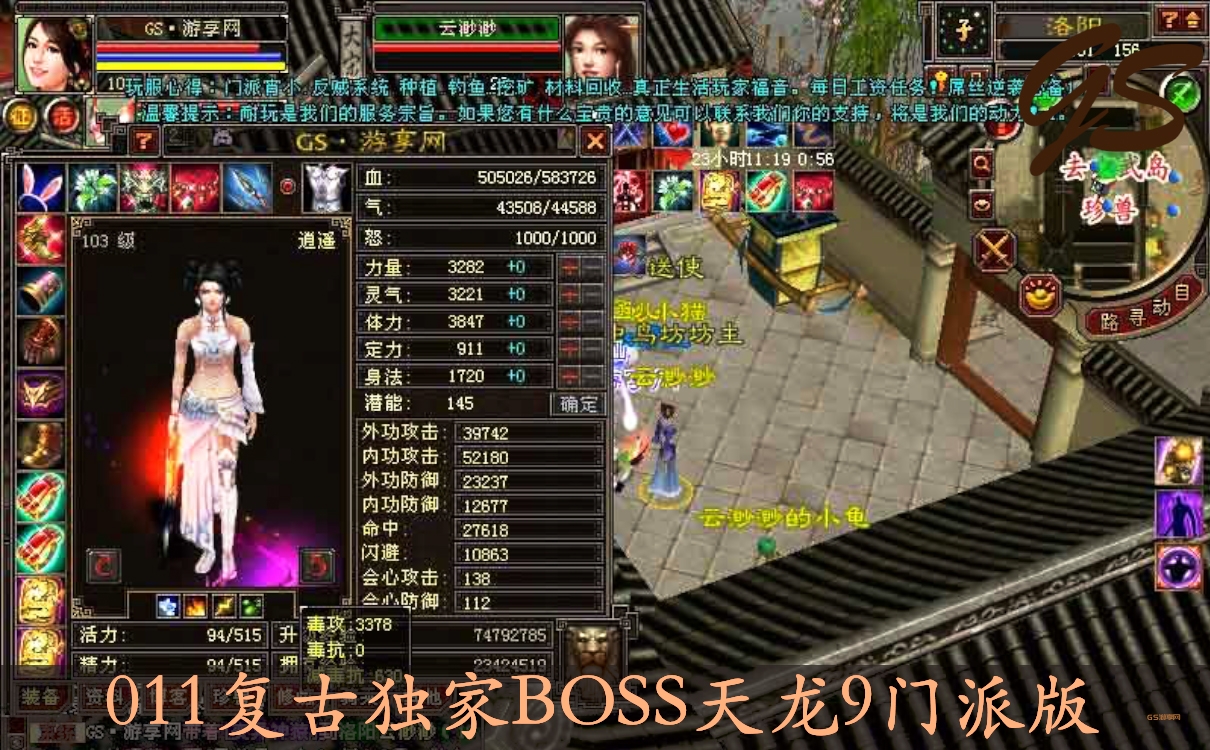 GS·游享网
云渺渺
洛阳
156
玩服心得：门派宵小 反贼系统 种植 钓鱼 挖矿 材料回收 真正生活玩家福音。每日工资任务
温馨提示：耐玩是我们的服务宗旨。如果您有什么宝贵的意见可以联系我们你的支持，将是我们的动力
GS
GS·游享网
23小时11:19 0:56
103 级
逍遥
血: 505026/583726
气: 43508/44588
怒: 1000/1000
力量: 3282 +0
灵气: 3221 +0
体力: 3847 +0
定力: 911 +0
身法: 1720 +0
潜能: 145 确定
外功攻击: 39742
内功攻击: 52180
外功防御: 23237
内功防御: 12677
命中: 27618
闪避: 10863
会心攻击: 138
会心防御: 112
珍兽
自动寻路
坊坊主
云渺渺
云渺渺的小龟
活力: 94/515
精力: 94/515
毒攻:3378
毒抗:0
74792785
23424519
装备
011复古独家BOSS天龙9门派版
GS游享网